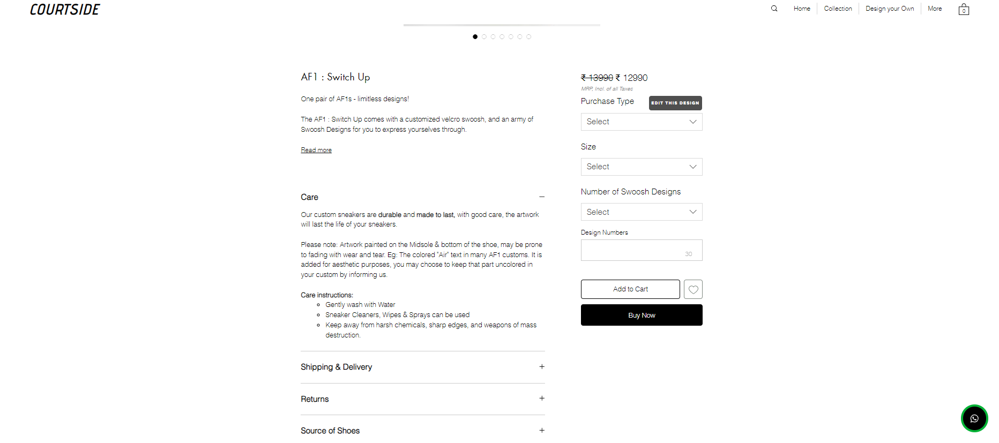 COURTSIDE
Home
Collection
Design your Own
More
0
AF1 : Switch Up
One pair of AF1s - limitless designs!
The AF1 : Switch Up comes with a customized velcro swoosh, and an army of
Swoosh Designs for you to express yourselves through.
Read more
Care
Our custom sneakers are durable and made to last, with good care, the artwork
will last the life of your sneakers.
Please note: Artwork painted on the Midsole & bottom of the shoe, may be prone
to fading with wear and tear. Eg: The colored "Air" text in many AF1 customs. It is
added for aesthetic purposes, you may choose to keep that part uncolored in
your custom by informing us.
Care instructions:
Gently wash with Water
Sneaker Cleaners, Wipes & Sprays can be used
Keep away from harsh chemicals, sharp edges, and weapons of mass
destruction.
Shipping & Delivery
Returns
Source of Shoes
₹ 13990 ₹ 12990
MRP, Incl. of all Taxes
Purchase Type
EDIT THIS DESIGN
Select
Size
Select
Number of Swoosh Designs
Select
Design Numbers
30
Add to Cart
Buy Now